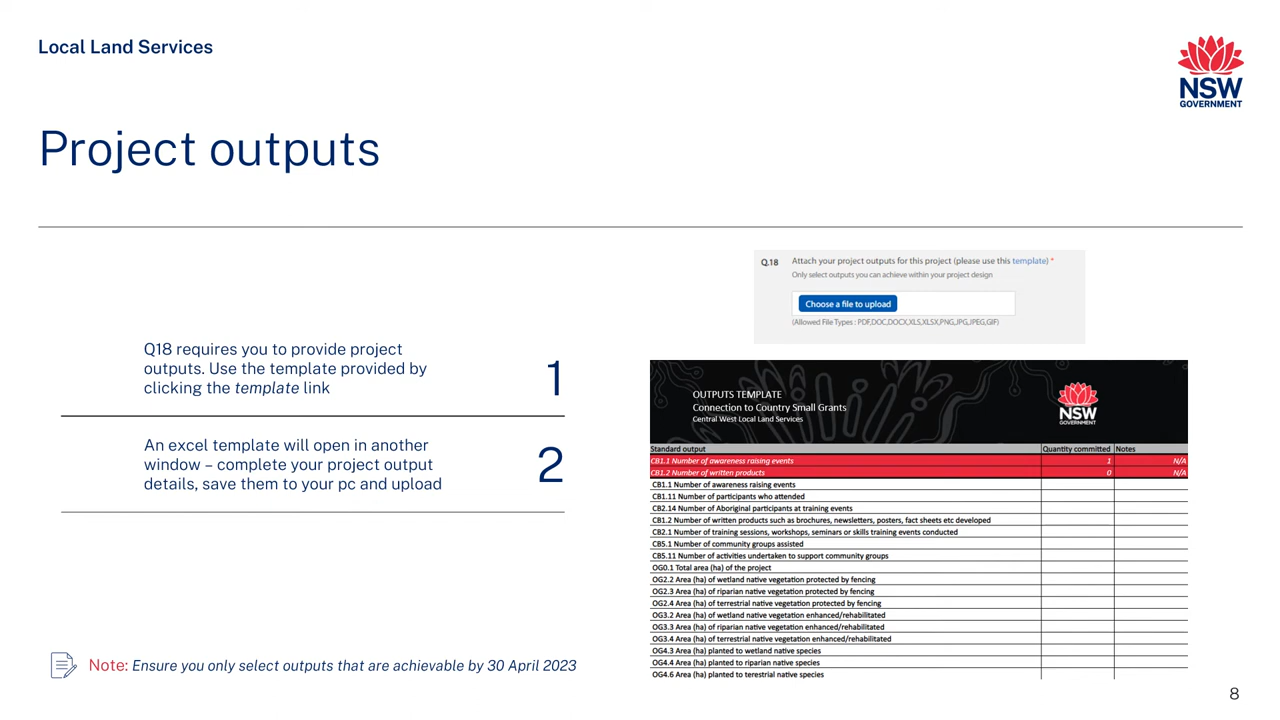 Local Land Services
NSW
GOVERNMENT
Project outputs
Q18 requires you to provide project
outputs. Use the template provided by
clicking the template link
1
An excel template will open in another
window – complete your project output
details, save them to your pc and upload
2
Note: Ensure you only select outputs that are achievable by 30 April 2023
Q.18 Attach your project outputs for this project (please use this template) *
Only select outputs you can achieve within your project design
Choose a file to upload
(Allowed File Types : PDF,DOC,DOCX,XLS,XLSX,PNG,JPG,JPEG,GIF)
OUTPUTS TEMPLATE
Connection to Country Small Grants
Central West Local Land Services
NSW
GOVERNMENT
Standard output Quantity committed Notes
CB1.1 Number of awareness raising events 1 N/A
CB1.2 Number of written products 0 N/A
CB1.1 Number of awareness raising events
CB1.11 Number of participants who attended
CB2.14 Number of Aboriginal participants at training events
CB1.2 Number of written products such as brochures, newsletters, posters, fact sheets etc developed
CB2.1 Number of training sessions, workshops, seminars or skills training events conducted
CB5.1 Number of community groups assisted
CB5.11 Number of activities undertaken to support community groups
OG0.1 Total area (ha) of the project
OG2.2 Area (ha) of wetland native vegetation protected by fencing
OG2.3 Area (ha) of riparian native vegetation protected by fencing
OG2.4 Area (ha) of terrestrial native vegetation protected by fencing
OG3.2 Area (ha) of wetland native vegetation enhanced/rehabilitated
OG3.3 Area (ha) of riparian native vegetation enhanced/rehabilitated
OG3.4 Area (ha) of terrestrial native vegetation enhanced/rehabilitated
OG4.3 Area (ha) planted to wetland native species
OG4.4 Area (ha) planted to riparian native species
OG4.6 Area (ha) planted to terestrial native species
8